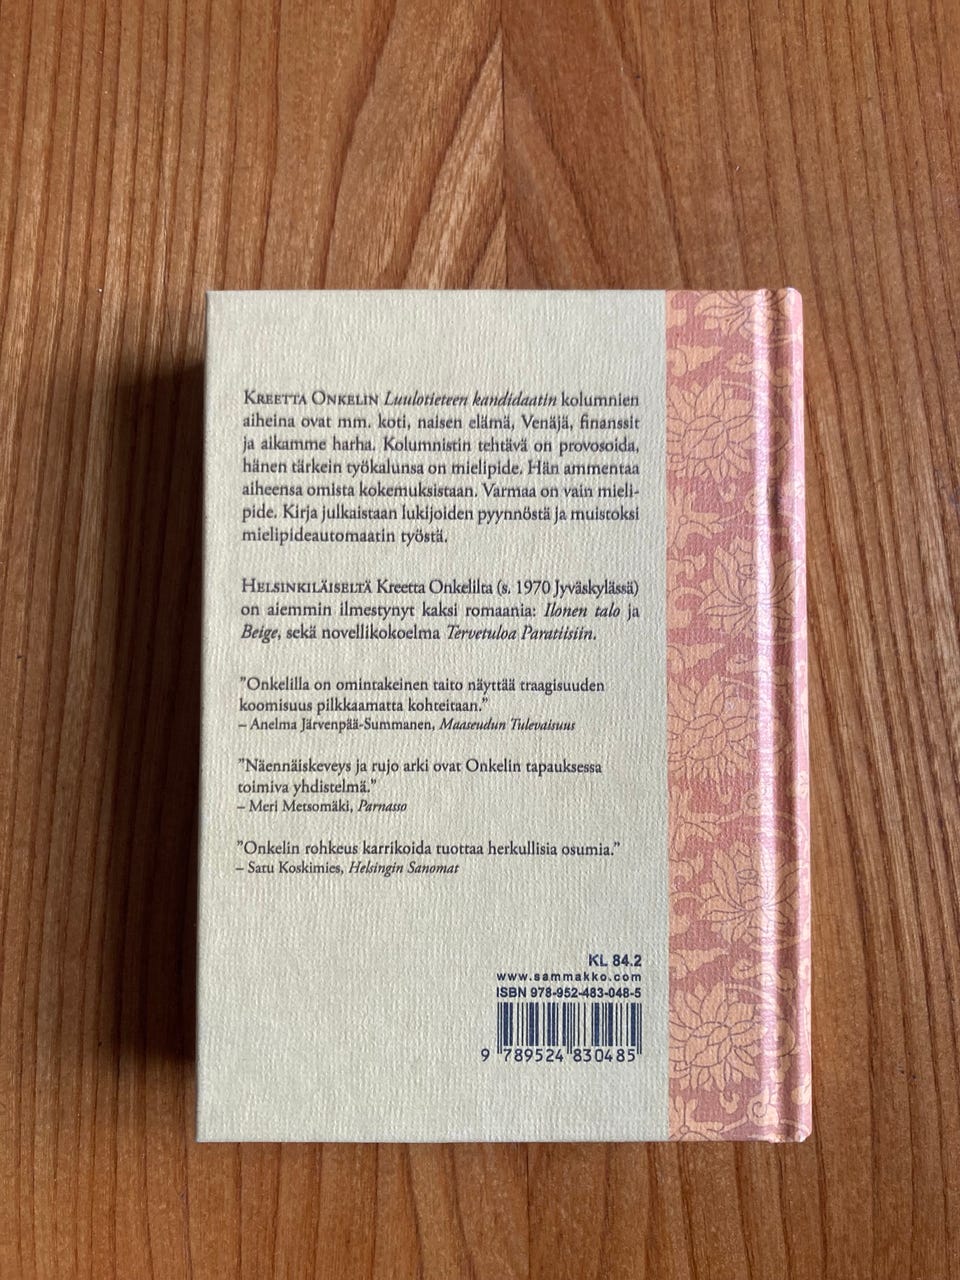 KREETTA ONKELIN Luulotieteen kandidaatin kolumnien
aiheina ovat mm. koti, naisen elämä, Venäjä, finanssit
ja aikamme harha. Kolumnistin tehtävä on provosoida,
hänen tärkein työkalunsa on mielipide. Hän ammentaa
aiheensa omista kokemuksistaan. Varmaa on vain mieli-
pide. Kirja julkaistaan lukijoiden pyynnöstä ja muistoksi
mielipideautomaatin työstä.
HELSINKILÄISELTÄ Kreetta Onkelilta (s. 1970 Jyväskylässä)
on aiemmin ilmestynyt kaksi romaania: Ilonen talo ja
Beige, sekä novellikokoelma Tervetuloa Paratiisiin.
”Onkelilla on omintakeinen taito näyttää traagisuuden
koomisuus pilkkaamatta kohteitaan.”
– Anelma Järvenpää-Summanen, Maaseudun Tulevaisuus
”Näennäiskeveys ja rujo arki ovat Onkelin tapauksessa
toimiva yhdistelmä.”
– Meri Metsomäki, Parnasso
”Onkelin rohkeus karrikoida tuottaa herkullisia osumia.”
– Satu Koskimies, Helsingin Sanomat
KL 84.2
www.sammakko.com
ISBN 978-952-483-048-5
9 789524 830485